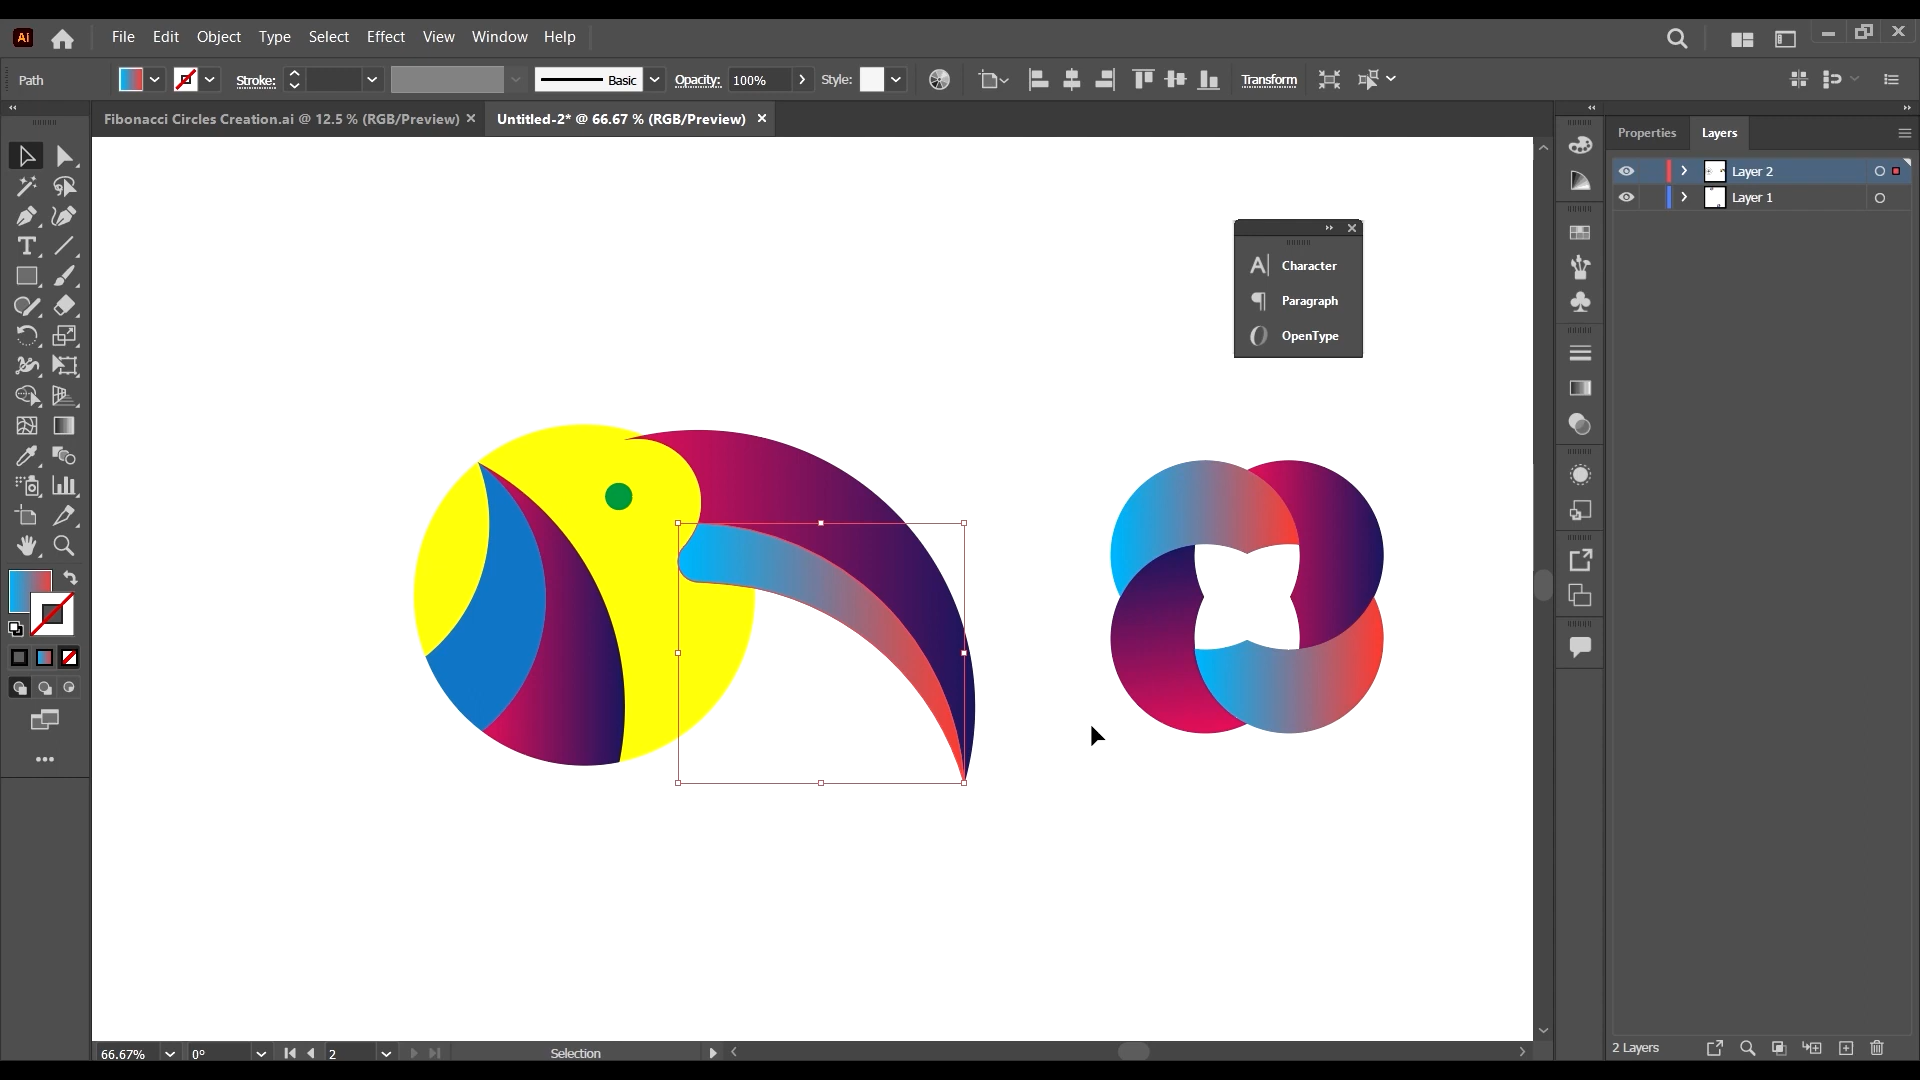 Ai File Edit Object Type Select Effect View Window Help
Path Stroke: Basic Opacity: 100% Style: Transform
Fibonacci Circles Creation.ai @ 12.5 % (RGB/Preview) Untitled-2* @ 66.67 % (RGB/Preview)
Properties Layers
Layer 2
Layer 1
Character
Paragraph
OpenType
66.67% 0° 2 Selection
2 Layers